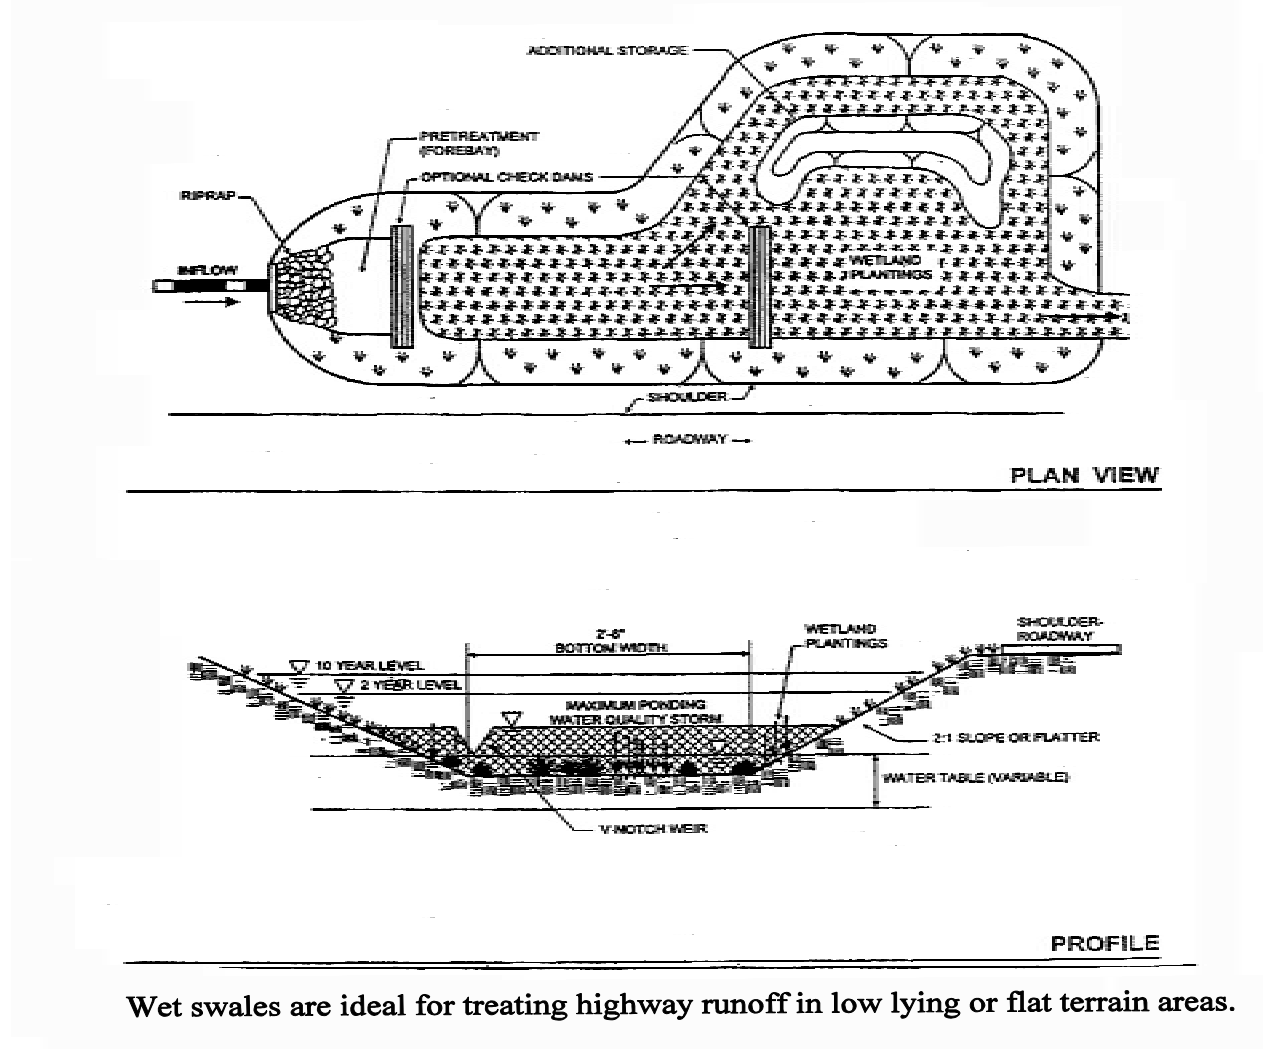 ADDITIONAL STORAGE
PRETREATMENT
(FOREBAY)
OPTIONAL CHECK DAMS
RIPRAP
INFLOW
WETLAND
PLANTINGS
SHOULDER
ROADWAY
PLAN VIEW
2'-8"
BOTTOM WIDTH
WETLAND
PLANTINGS
SHOULDER-
ROADWAY
10 YEAR LEVEL
2 YEAR LEVEL
MAXIMUM PONDING
WATER QUALITY STORM
2:1 SLOPE OR FLATTER
WATER TABLE (VARIABLE)
V-NOTCH WEIR
PROFILE
Wet swales are ideal for treating highway runoff in low lying or flat terrain areas.